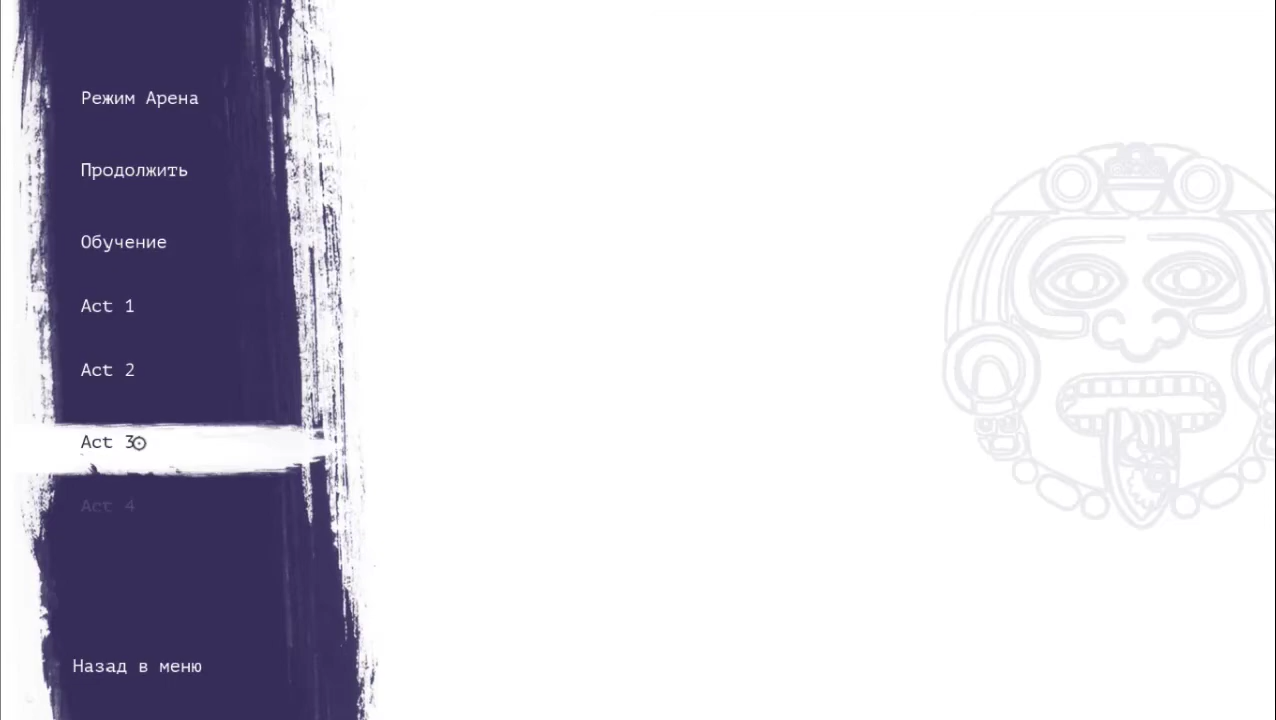 Режим Арена
Продолжить
Обучение
Act 1
Act 2
Act 3
Act 4
Назад в меню